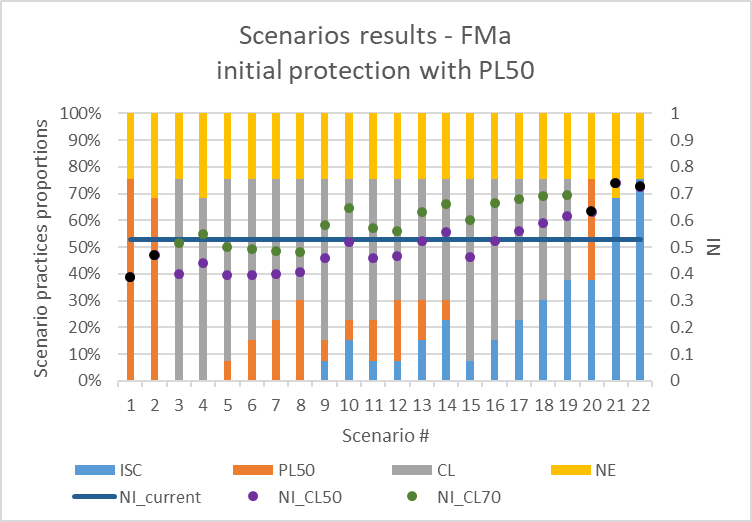 Scenarios results - FMa
initial protection with PL50
Scenario practices proportions
100%
90%
80%
70%
60%
50%
40%
30%
20%
10%
0%
1
0.9
0.8
0.7
0.6
0.5
0.4
0.3
0.2
0.1
0
NI
1 2 3 4 5 6 7 8 9 10 11 12 13 14 15 16 17 18 19 20 21 22
Scenario #
ISC PL50 CL NE
NI_current NI_CL50 NI_CL70